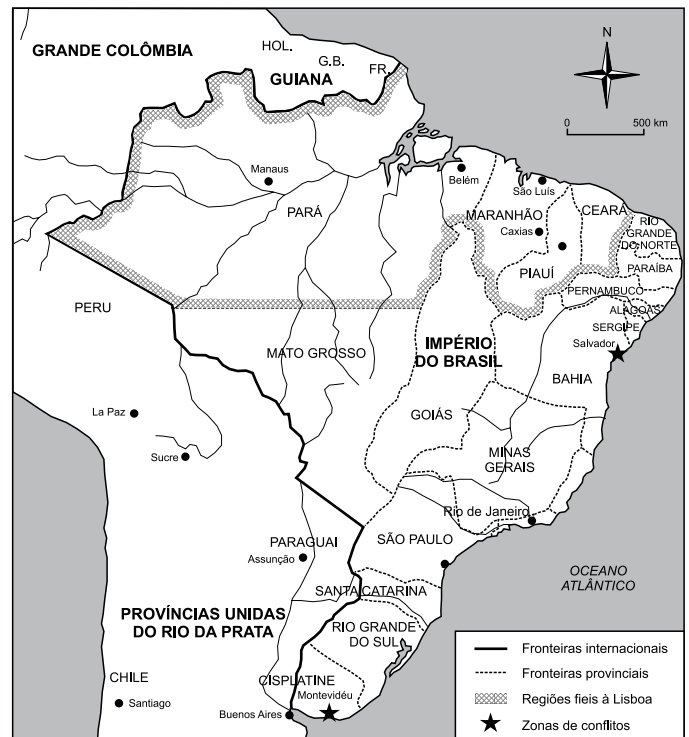 GRANDE COLÔMBIA
HOL.
G.B.
GUIANA
FR.
N
0 500 km
Manaus
Belém
São Luís
PARÁ
MARANHÃO
CEARÁ
Caxias
RIO
GRANDE
DO NORTE
PIAUÍ
PARAÍBA
PERNAMBUCO
ALAGOAS
PERU
SERGIPE
Salvador
MATO GROSSO
IMPÉRIO
DO BRASIL
BAHIA
La Paz
GOIÁS
Sucre
MINAS
GERAIS
Rio de Janeiro
PARAGUAI
SÃO PAULO
Assunção
OCEANO
ATLÂNTICO
SANTA CATARINA
PROVÍNCIAS UNIDAS
DO RIO DA PRATA
RIO GRANDE
DO SUL
CHILE
CISPLATINE
Montevidéu
Santiago
Buenos Aires
Fronteiras internacionais
Fronteiras provinciais
Regiões fieis à Lisboa
Zonas de conflitos